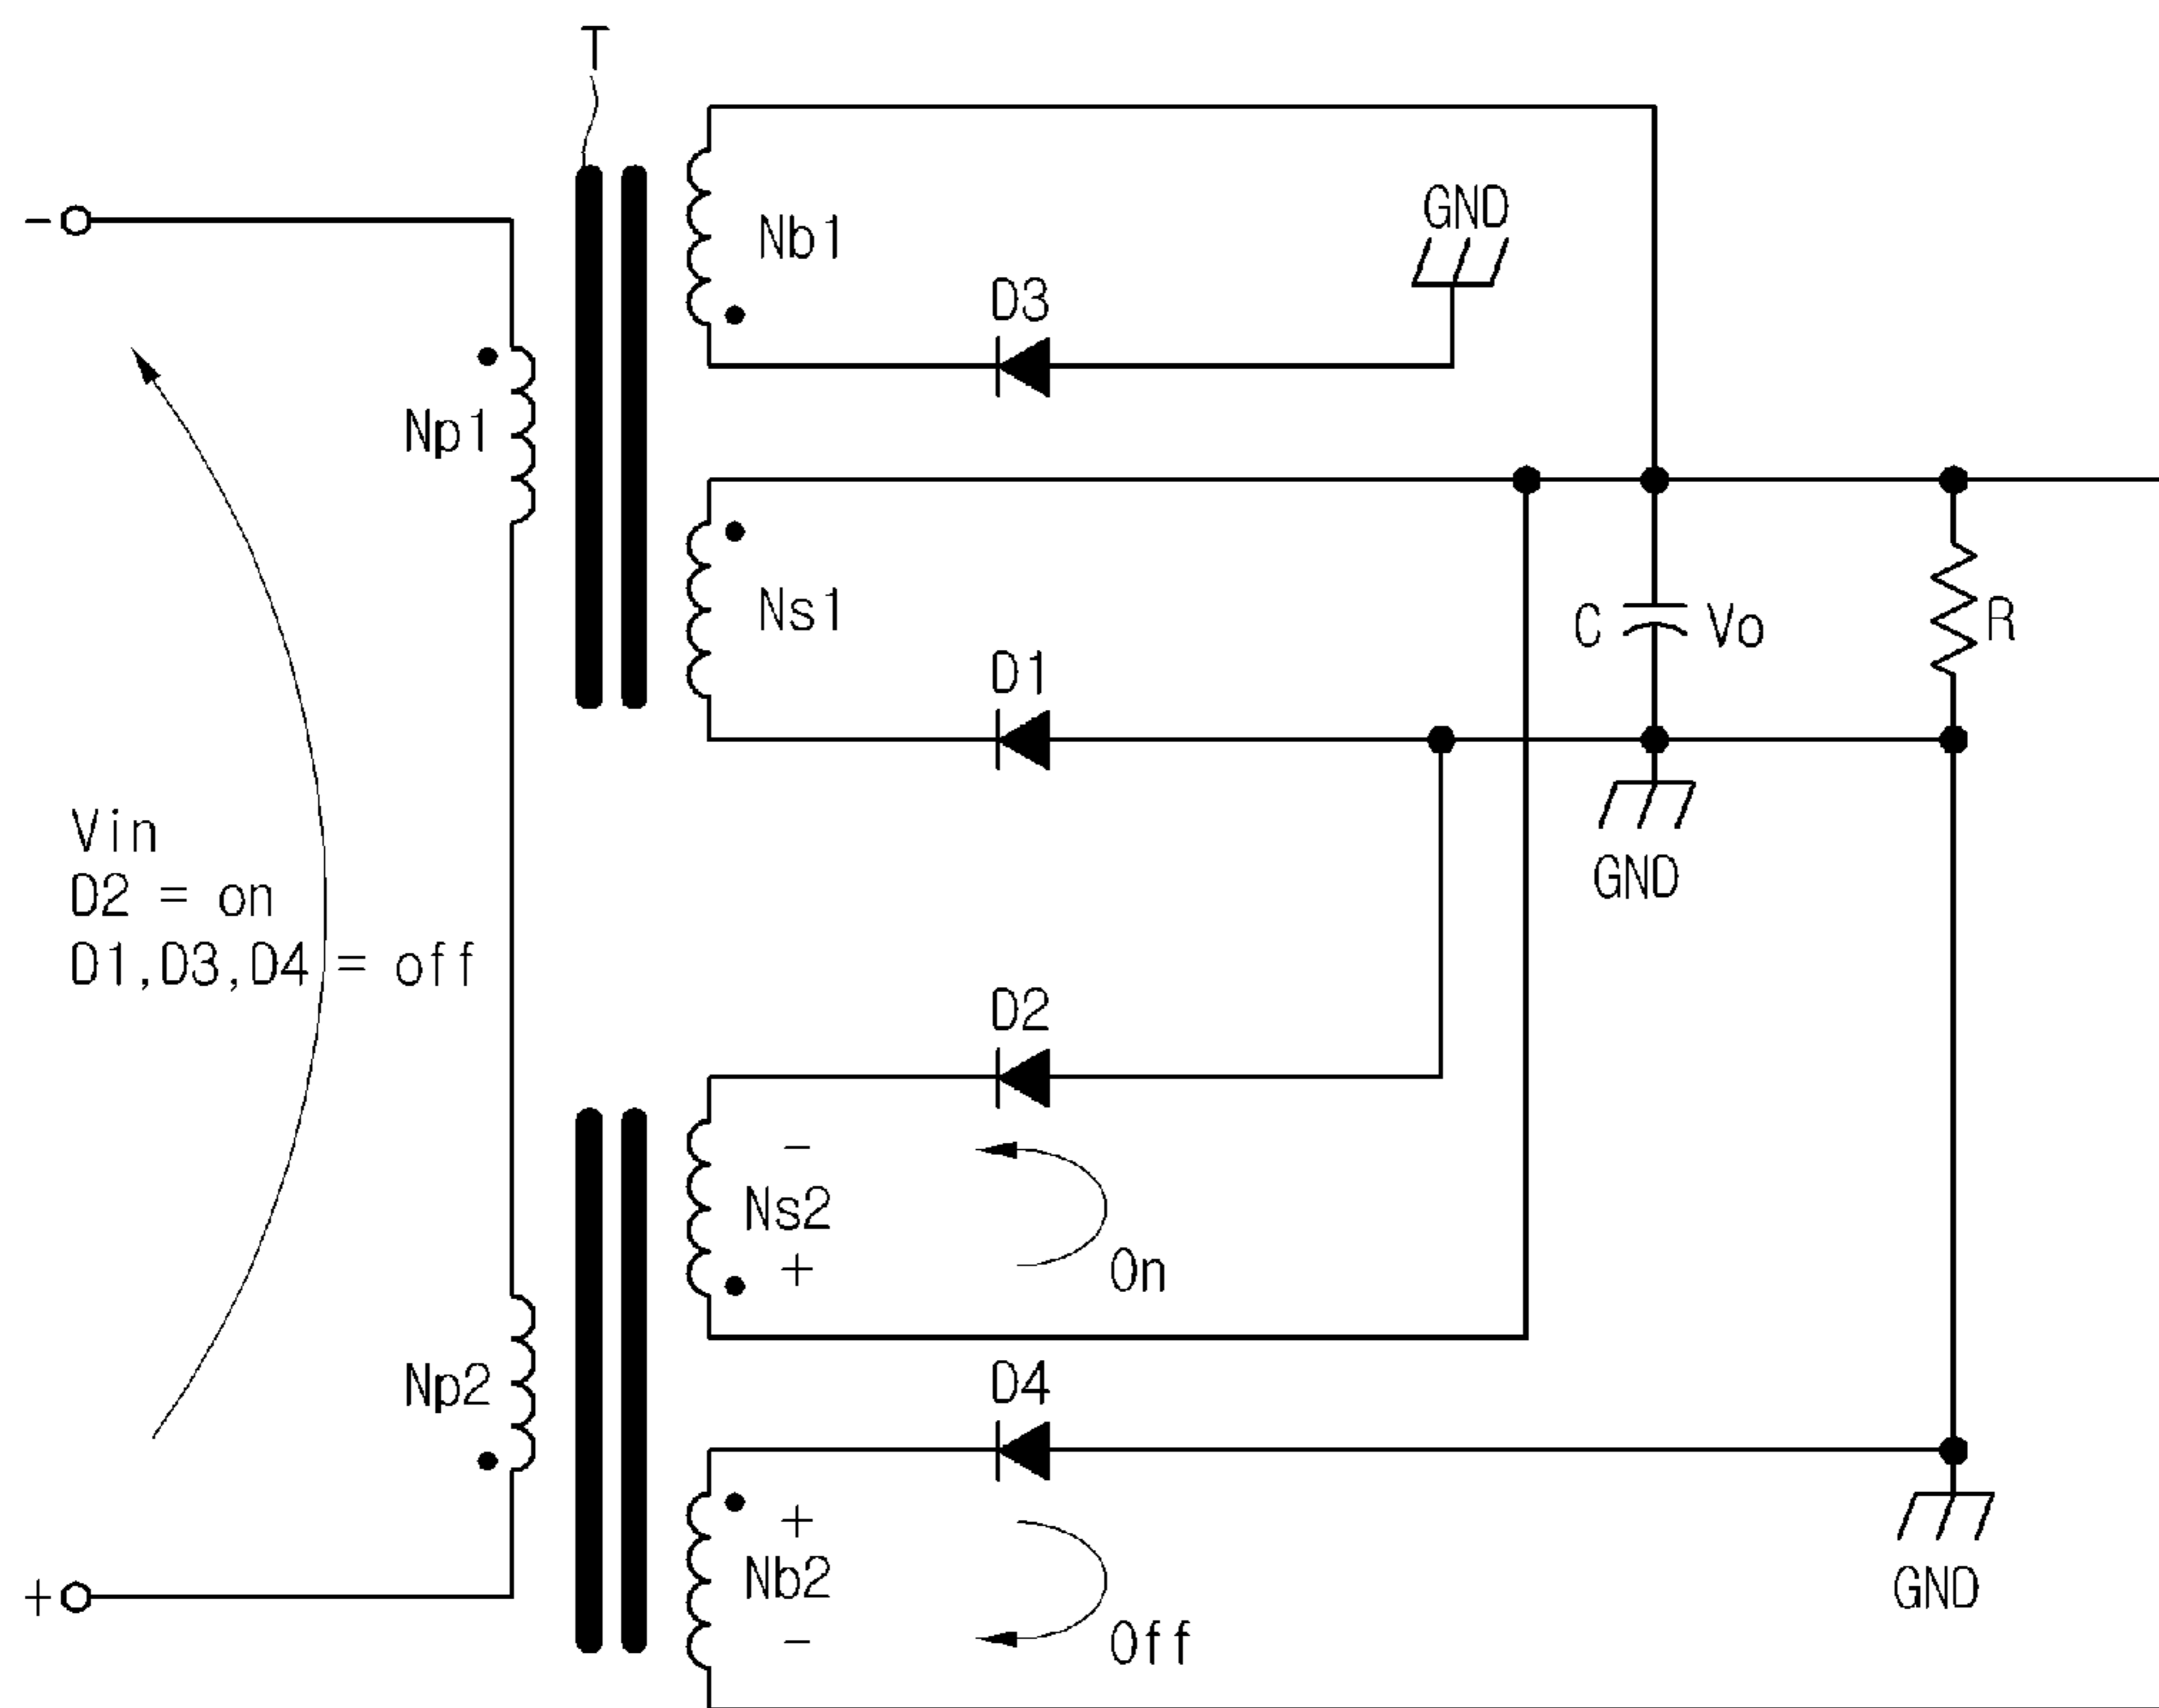 T
-
Nb1
GND
D3
Np1
Ns1
D1
C
Vo
R
GND
Vin
D2 = on
D1,D3,D4 = off
D2
-
Ns2
+
On
Np2
D4
+
Nb2
-
Off
+
GND